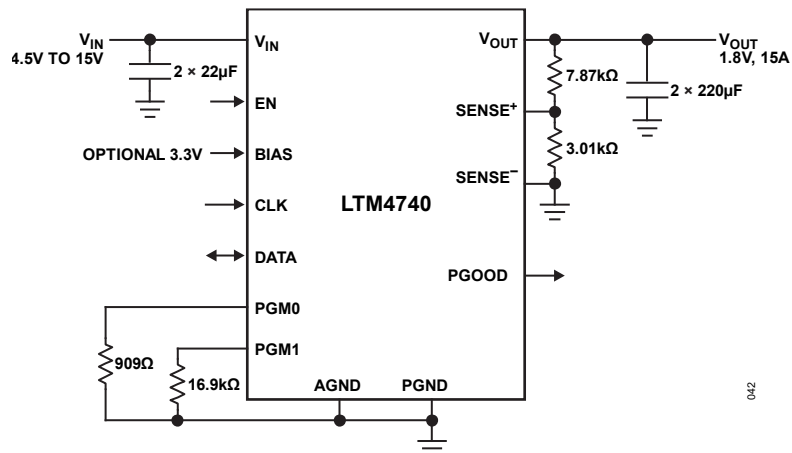 VIN
4.5V TO 15V
2 × 22µF
VIN
EN
OPTIONAL 3.3V
BIAS
CLK
DATA
PGM0
PGM1
909Ω
16.9kΩ
LTM4740
AGND
PGND
VOUT
SENSE+
SENSE−
PGOOD
7.87kΩ
3.01kΩ
2 × 220µF
VOUT
1.8V, 15A
042